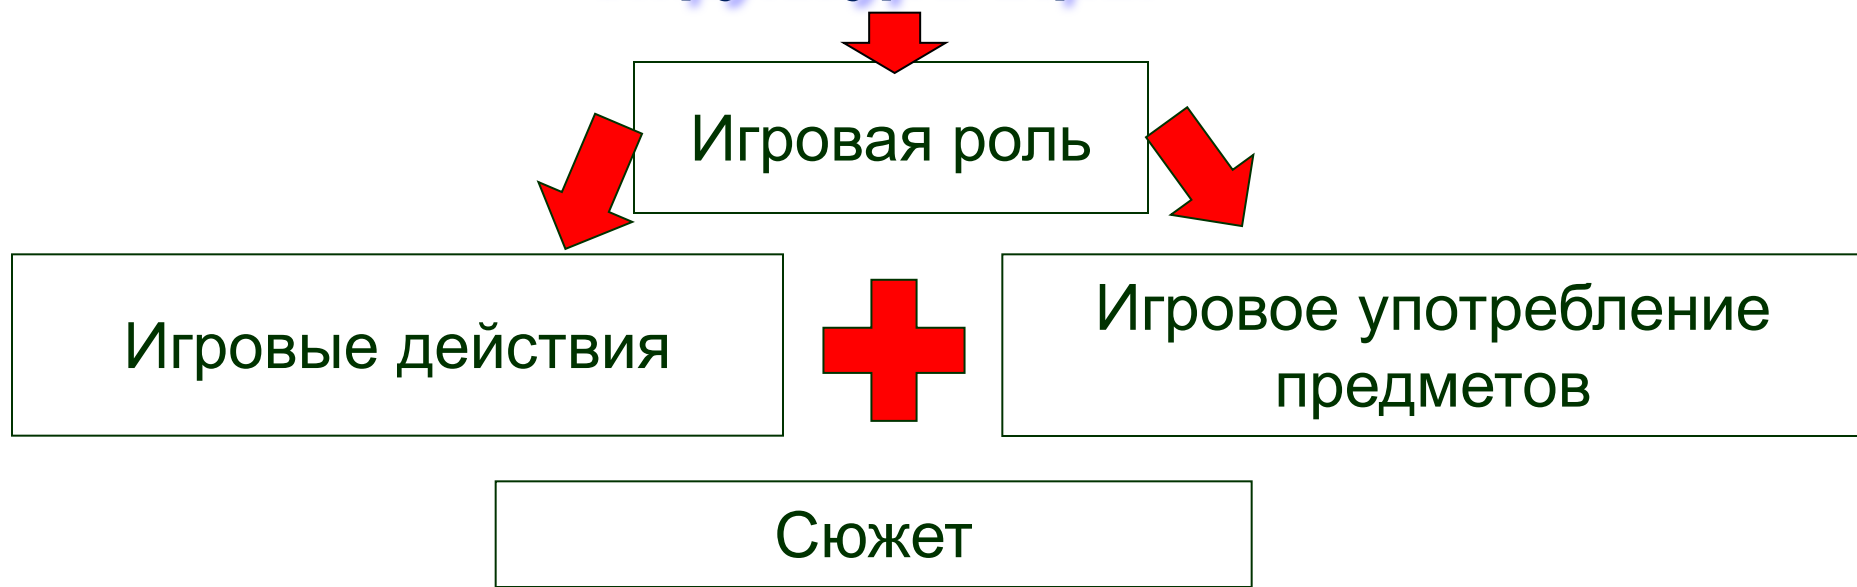 Игровая роль
Игровые действия
Игровое употребление
предметов
Сюжет